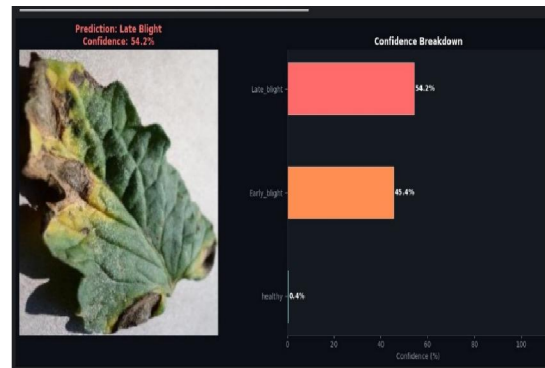 Prediction: Late Blight
Confidence: 54.2%
Confidence Breakdown
Late_blight
54.2%
Early_blight
45.4%
healthy
0.4%
0
20
40
60
80
100
Confidence (%)